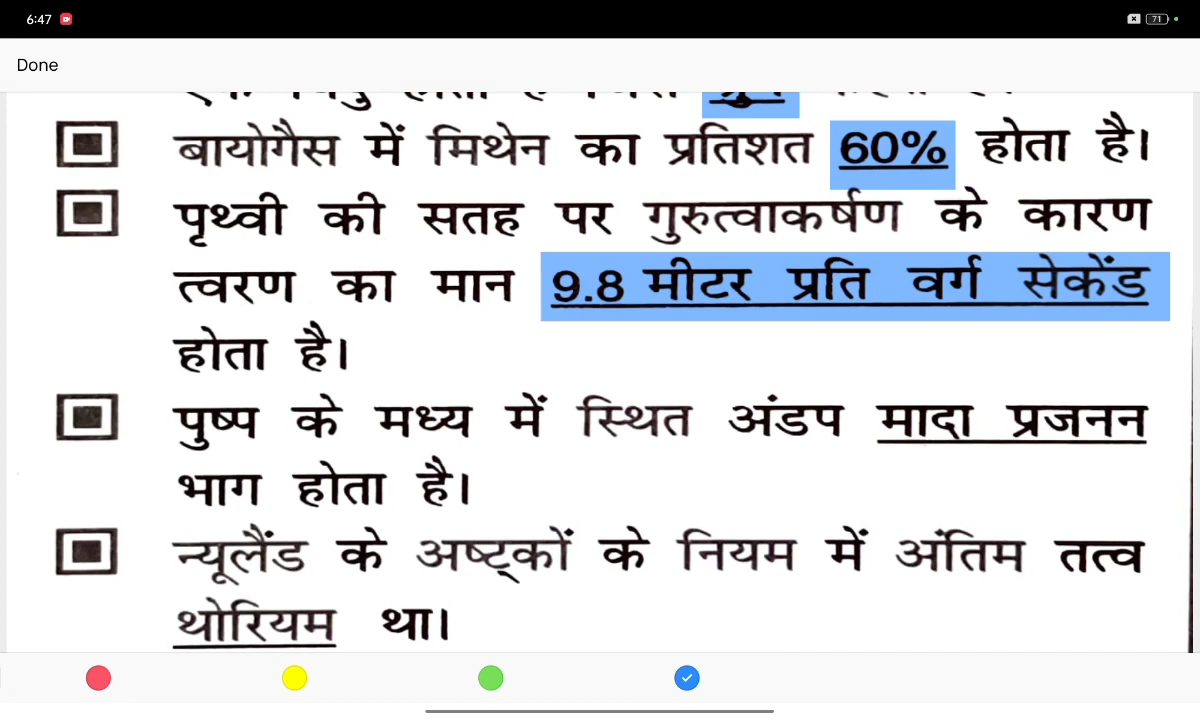 6:47
71
Done
बायोगैस में मिथेन का प्रतिशत 60% होता है।
पृथ्वी की सतह पर गुरुत्वाकर्षण के कारण
त्वरण का मान 9.8 मीटर प्रति वर्ग सेकेंड
होता है।
पुष्प के मध्य में स्थित अंडप मादा प्रजनन
भाग होता है।
न्यूलैंड के अष्ट्कों के नियम में अंतिम तत्व
थोरियम था।